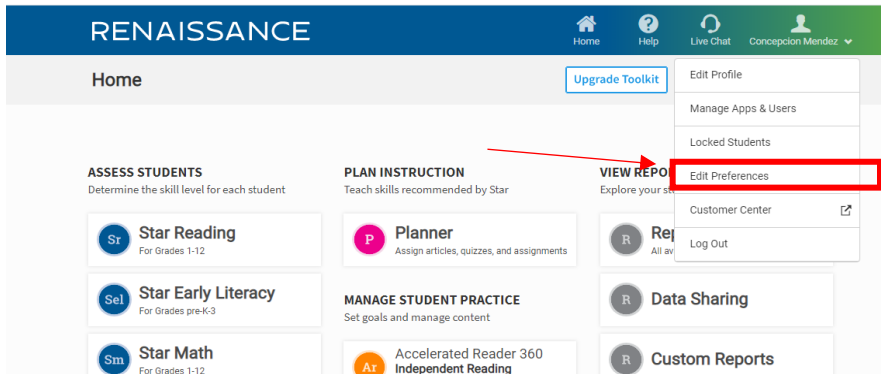 RENAISSANCE
Home
Help
Live Chat
Concepcion Mendez
Home
Upgrade Toolkit
Edit Profile
Manage Apps & Users
Locked Students
Edit Preferences
Customer Center
Log Out
ASSESS STUDENTS
Determine the skill level for each student
Sr
Star Reading
For Grades 1-12
Sel
Star Early Literacy
For Grades pre-K-3
Sm
Star Math
For Grades 1-12
PLAN INSTRUCTION
Teach skills recommended by Star
P
Planner
Assign articles, quizzes, and assignments
MANAGE STUDENT PRACTICE
Set goals and manage content
Ar
Accelerated Reader 360
Independent Reading
VIEW REPO
Explore your st
R
Rep
All av
R
Data Sharing
R
Custom Reports